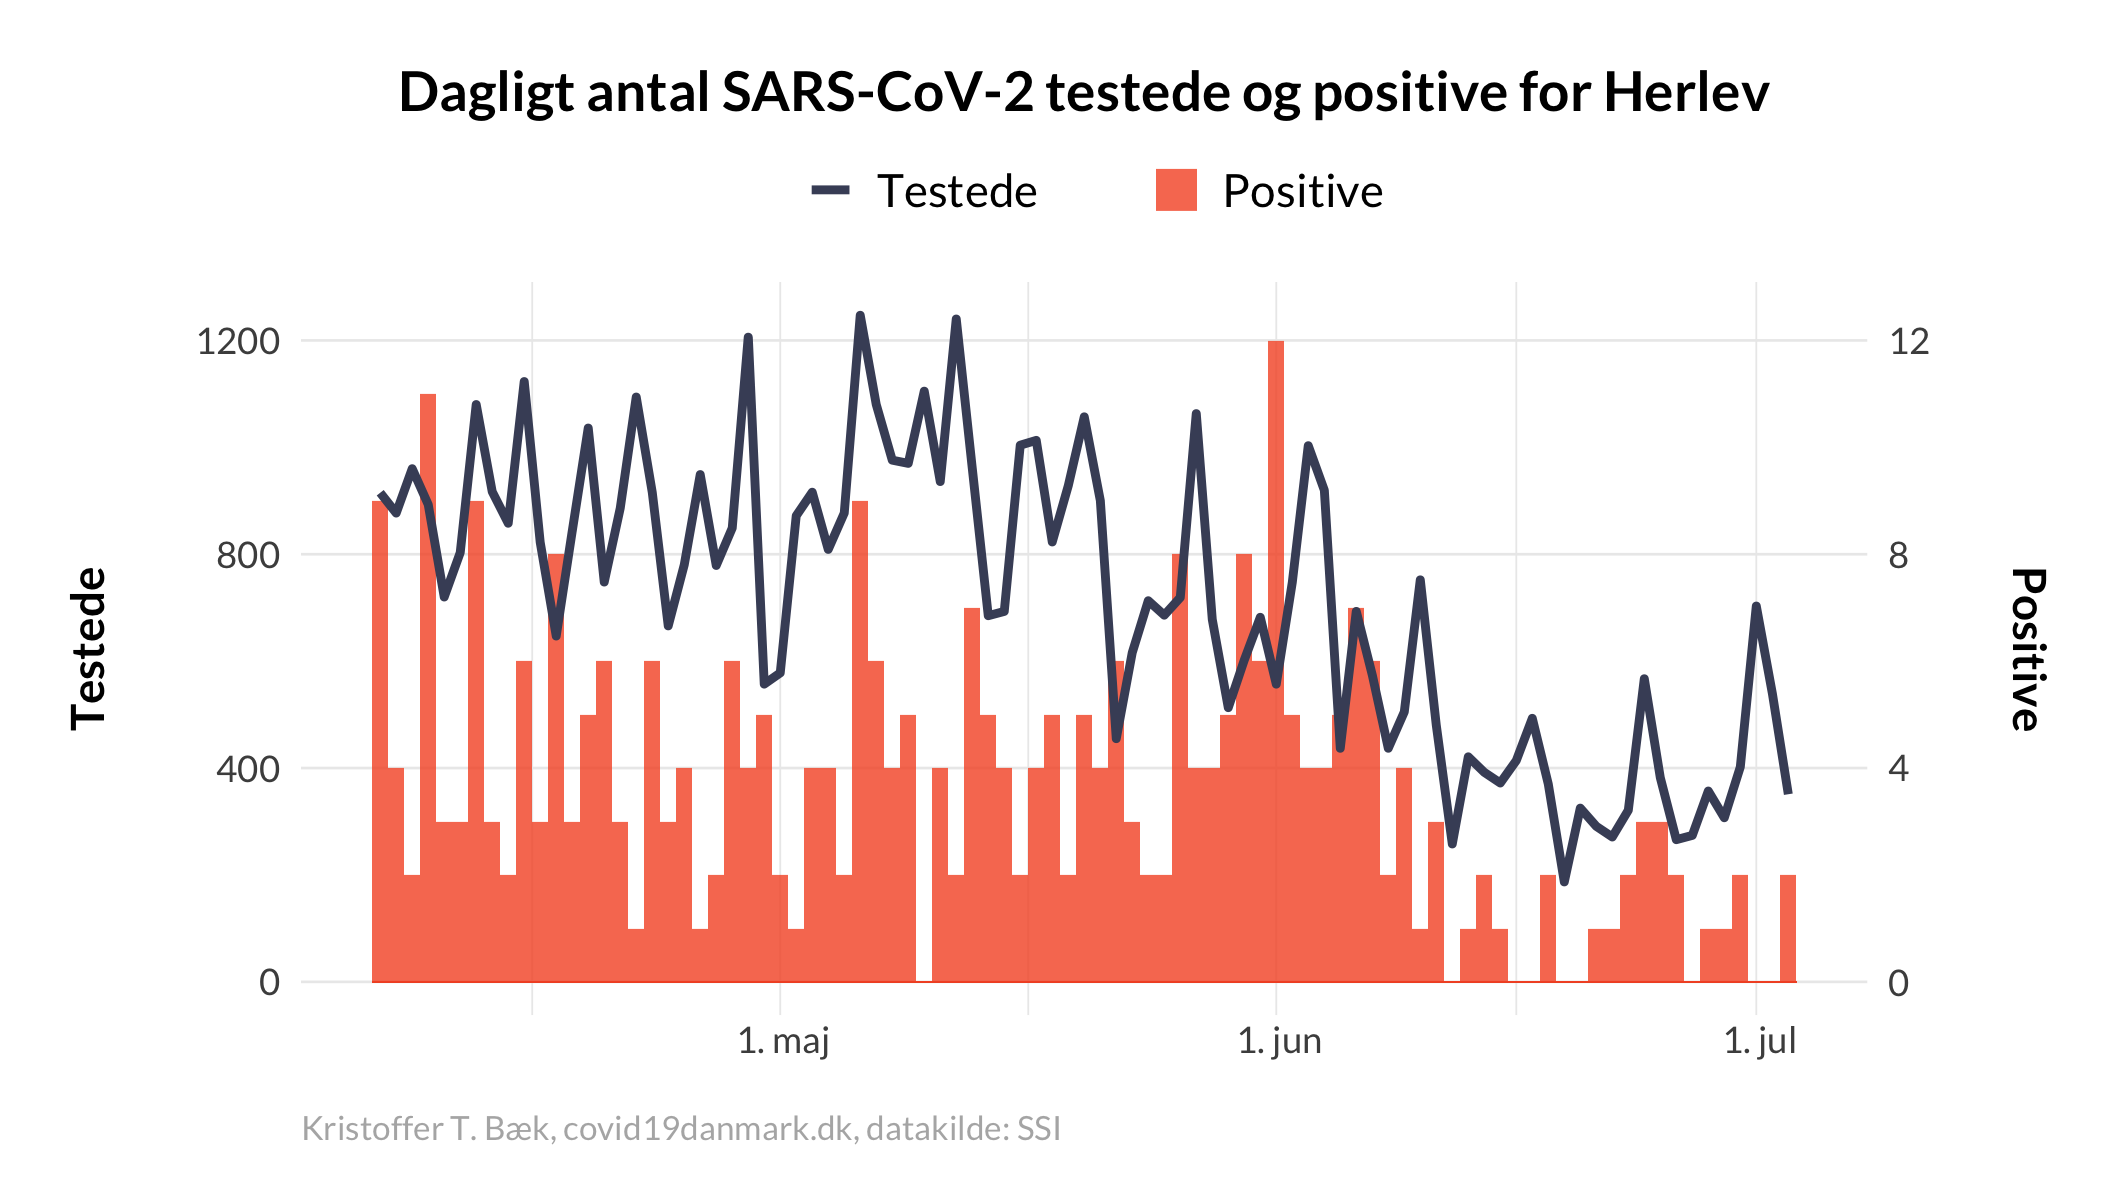 Dagligt antal SARS-CoV-2 testede og positive for Herlev
Testede
Positive
1200
800
400
0
12
8
4
0
Testede
Positive
1. maj
1. jun
1. jul
Kristoffer T. Bæk, covid19danmark.dk, datakilde: SSI